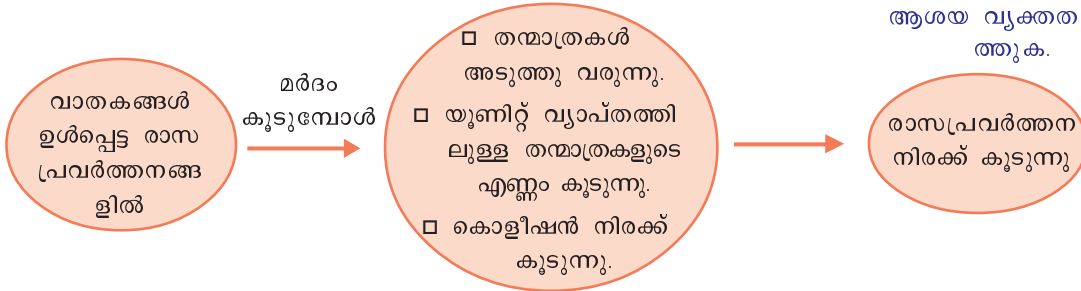 ആശയ വ്യക്തത
ത്തുക.
വാതകങ്ങൾ
ഉൾപ്പെട്ട രാസ
പ്രവർത്തനങ്ങ
ളിൽ
മർദം
കൂടുമ്പോൾ
□ തന്മാത്രകൾ
അടുത്തു വരുന്നു.
□ യൂണിറ്റ് വ്യാപ്തത്തി
ലുള്ള തന്മാത്രകളുടെ
എണ്ണം കൂടുന്നു.
□ കൊളീഷൻ നിരക്ക്
കൂടുന്നു.
രാസപ്രവർത്തന
നിരക്ക് കൂടുന്നു